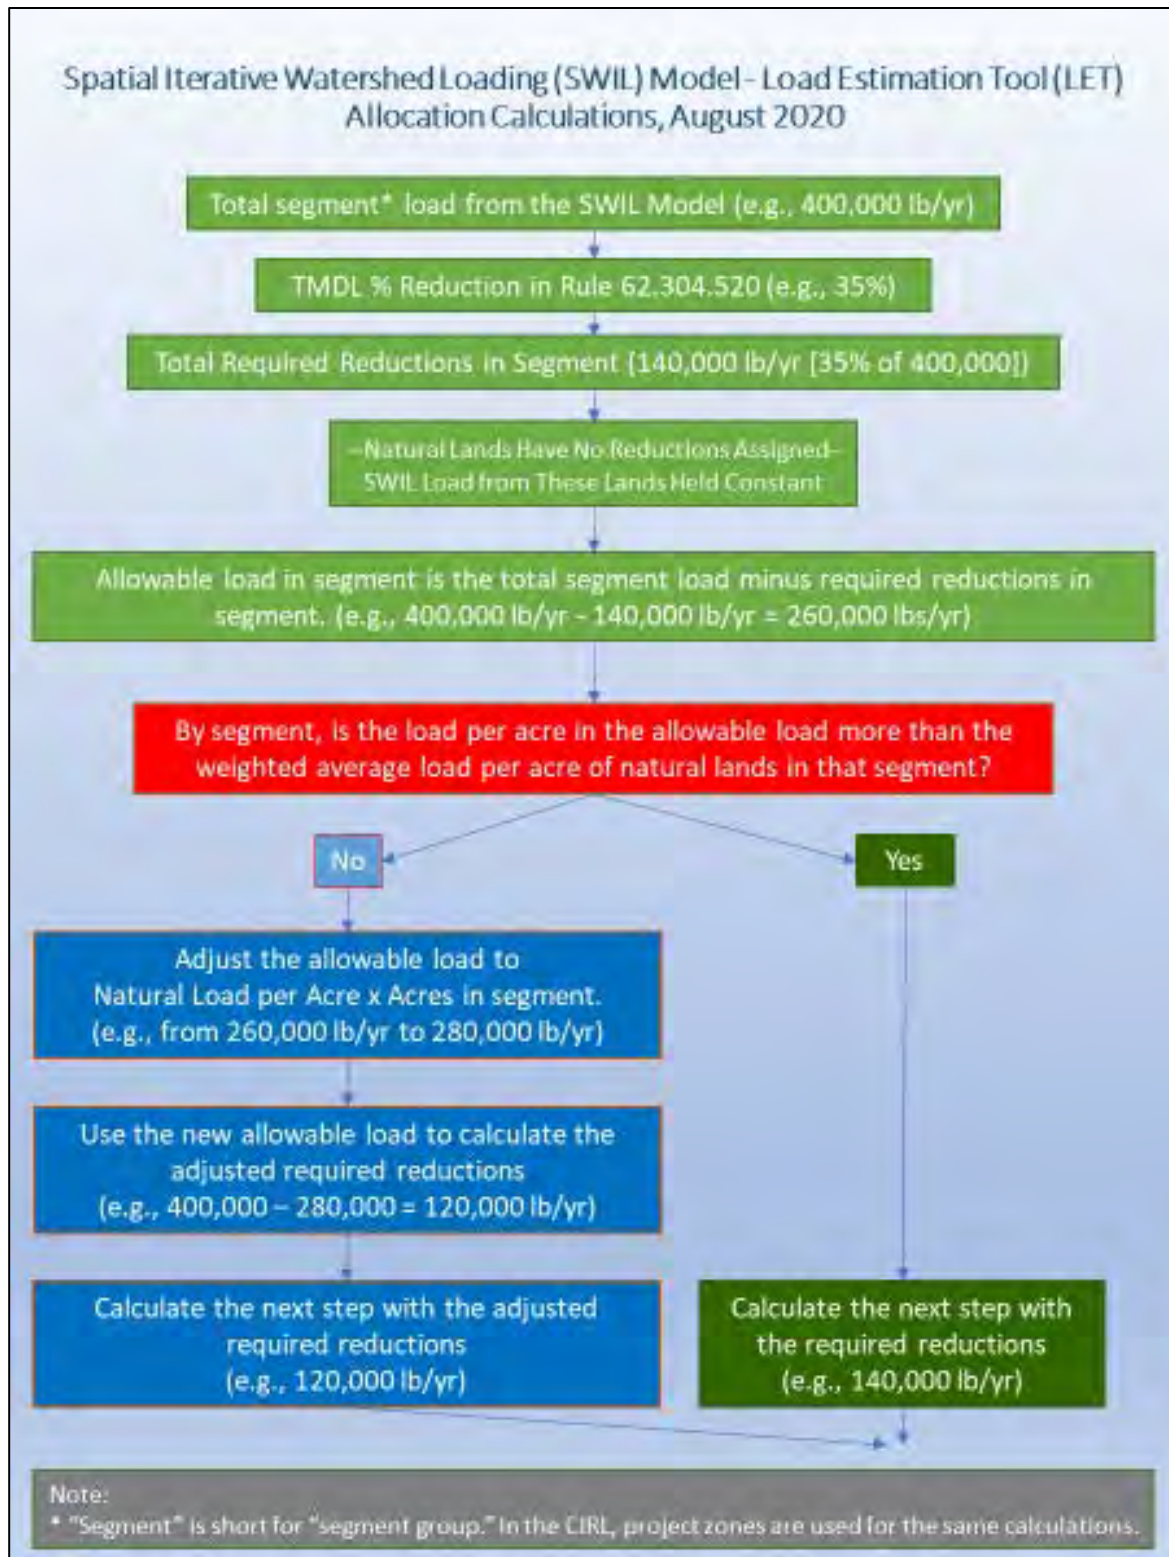 Spatial Iterative Watershed Loading (SWIL) Model - Load Estimation Tool (LET)
Allocation Calculations, August 2020
Total segment* load from the SWIL Model (e.g., 400,000 lb/yr)
TMDL % Reduction in Rule 62.304.520 (e.g., 35%)
Total Required Reductions in Segment {140,000 lb/yr [35% of 400,000]}
—Natural Lands Have No Reductions Assigned—
SWIL Load from These Lands Held Constant
Allowable load in segment is the total segment load minus required reductions in
segment. (e.g., 400,000 lb/yr - 140,000 lb/yr = 260,000 lbs/yr)
By segment, is the load per acre in the allowable load more than the
weighted average load per acre of natural lands in that segment?
No
Yes
Adjust the allowable load to
Natural Load per Acre x Acres in segment.
(e.g., from 260,000 lb/yr to 280,000 lb/yr)
Use the new allowable load to calculate the
adjusted required reductions
(e.g., 400,000 – 280,000 = 120,000 lb/yr)
Calculate the next step with the adjusted
required reductions
(e.g., 120,000 lb/yr)
Calculate the next step with
the required reductions
(e.g., 140,000 lb/yr)
Note:
* "Segment" is short for "segment group." In the CIRL, project zones are used for the same calculations.